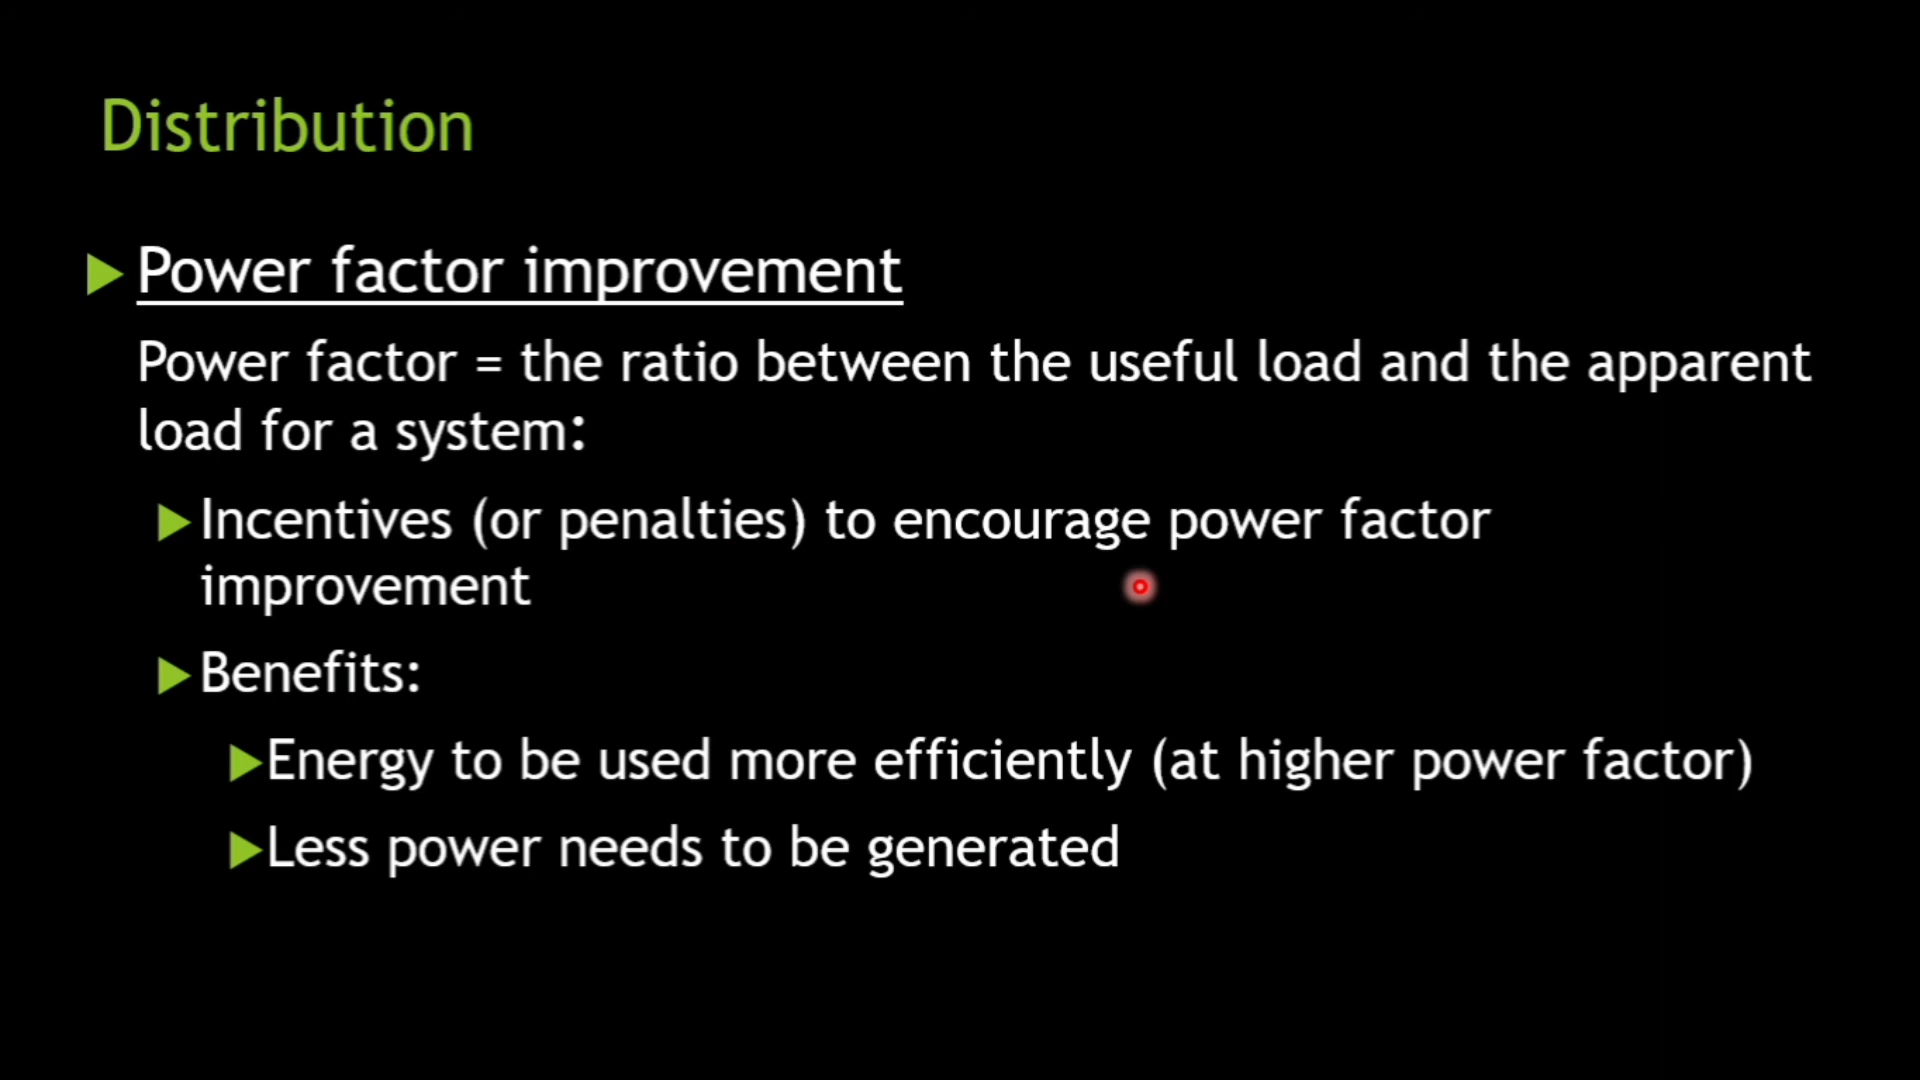 Distribution
Power factor improvement
Power factor = the ratio between the useful load and the apparent
load for a system:
Incentives (or penalties) to encourage power factor
improvement
Benefits:
Energy to be used more efficiently (at higher power factor)
Less power needs to be generated